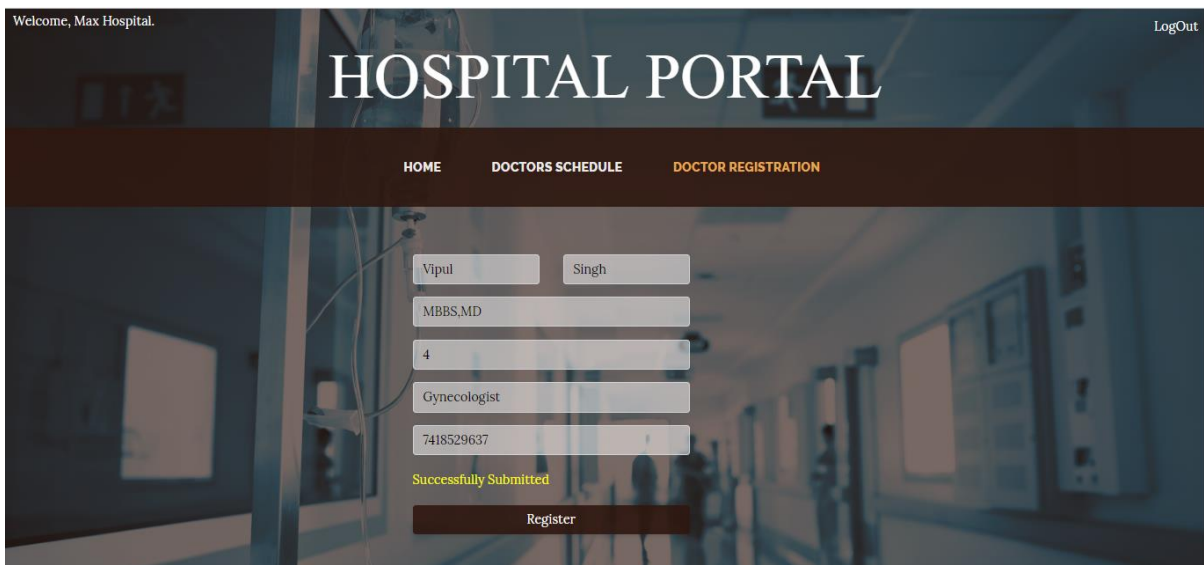 Welcome, Max Hospital.
LogOut
HOSPITAL PORTAL
HOME DOCTORS SCHEDULE DOCTOR REGISTRATION
Vipul Singh
MBBS,MD
4
Gynecologist
7418529637
Successfully Submitted
Register